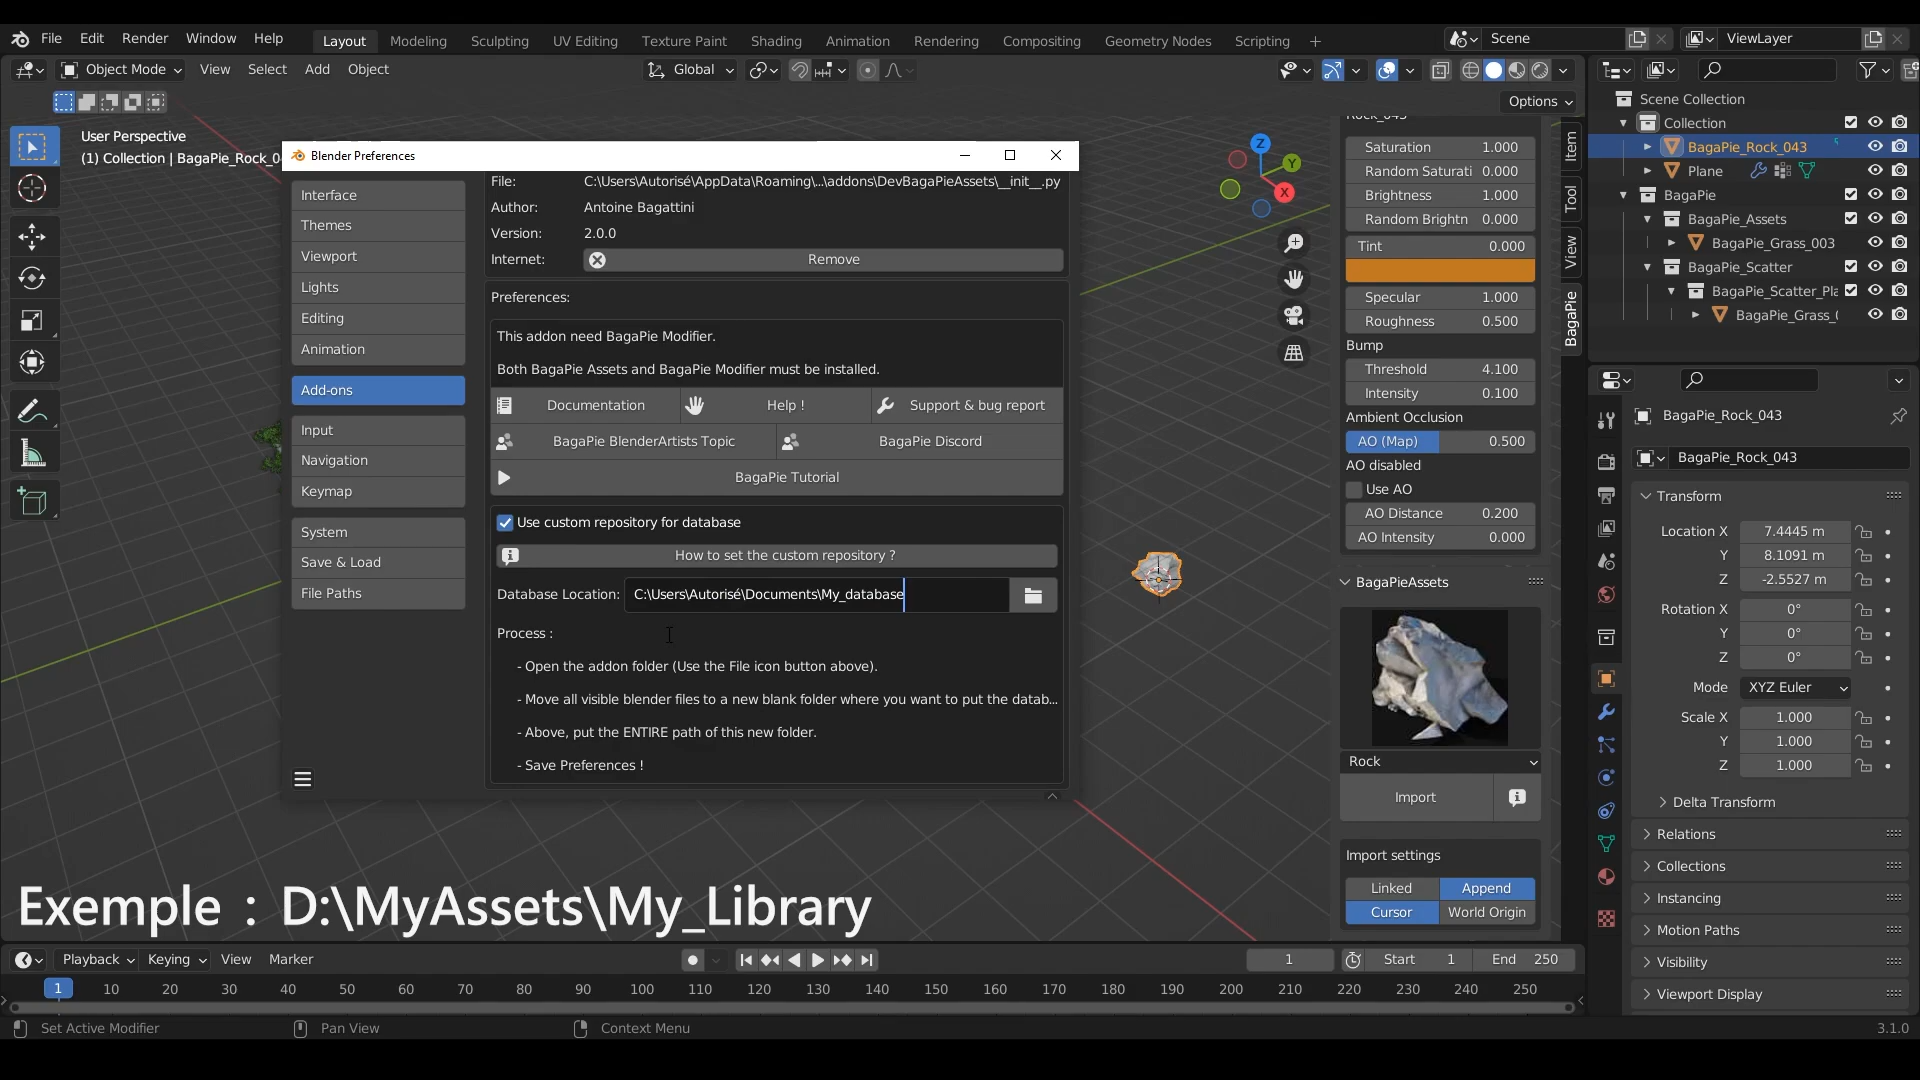 File Edit Render Window Help
Layout Modeling Sculpting UV Editing Texture Paint Shading Animation Rendering Compositing Geometry Nodes Scripting
Scene
ViewLayer
Object Mode View Select Add Object
Global
Options
User Perspective
(1) Collection | BagaPie_Rock_0
Blender Preferences
Interface
Themes
Viewport
Lights
Editing
Animation
Add-ons
Input
Navigation
Keymap
System
Save & Load
File Paths
File: C:\Users\Autorisé\AppData\Roaming\...\addons\DevBagaPieAssets\__init__.py
Author: Antoine Bagattini
Version: 2.0.0
Internet: Remove
Preferences:
This addon need BagaPie Modifier.
Both BagaPie Assets and BagaPie Modifier must be installed.
Documentation Help ! Support & bug report
BagaPie BlenderArtists Topic BagaPie Discord
BagaPie Tutorial
Use custom repository for database
How to set the custom repository ?
Database Location: C:\Users\Autorisé\Documents\My_database
Process :
- Open the addon folder (Use the File icon button above).
- Move all visible blender files to a new blank folder where you want to put the datab...
- Above, put the ENTIRE path of this new folder.
- Save Preferences !
Z
Y
X
Rock_043
Saturation 1.000
Random Saturati 0.000
Brightness 1.000
Random Brightn 0.000
Tint 0.000
Specular 1.000
Roughness 0.500
Bump
Threshold 4.100
Intensity 0.100
Ambient Occlusion
AO (Map) 0.500
AO disabled
Use AO
AO Distance 0.200
AO Intensity 0.000
BagaPieAssets
Rock
Import
Import settings
Linked Append
Cursor World Origin
Item
Tool
View
BagaPie
Scene Collection
Collection
BagaPie_Rock_043
Plane
BagaPie
BagaPie_Assets
BagaPie_Grass_003
BagaPie_Scatter
BagaPie_Scatter_Pla
BagaPie_Grass_(
BagaPie_Rock_043
BagaPie_Rock_043
Transform
Location X 7.4445 m
Y 8.1091 m
Z -2.5527 m
Rotation X 0°
Y 0°
Z 0°
Mode XYZ Euler
Scale X 1.000
Y 1.000
Z 1.000
Delta Transform
Relations
Collections
Instancing
Motion Paths
Visibility
Viewport Display
Exemple : D:\MyAssets\My_Library
Playback Keying View Marker
1 Start 1 End 250
1 10 20 30 40 50 60 70 80 90 100 110 120 130 140 150 160 170 180 190 200 210 220 230 240 250
Set Active Modifier Pan View Context Menu 3.1.0